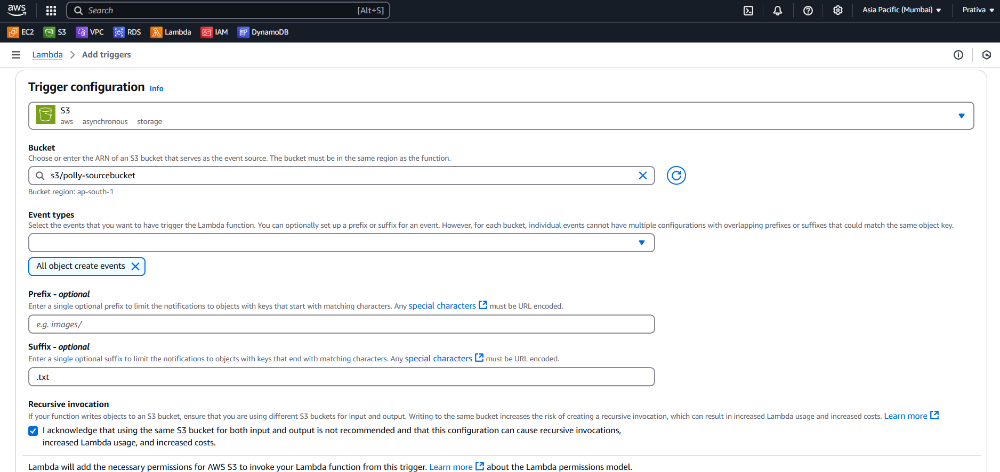 aws
Search [Alt+S]
Asia Pacific (Mumbai)
Prativa
EC2 S3 VPC RDS Lambda IAM DynamoDB
Lambda > Add triggers
Trigger configuration Info
S3
aws asynchronous storage
Bucket
Choose or enter the ARN of an S3 bucket that serves as the event source. The bucket must be in the same region as the function.
s3/polly-sourcebucket
Bucket region: ap-south-1
Event types
Select the events that you want to have trigger the Lambda function. You can optionally set up a prefix or suffix for an event. However, for each bucket, individual events cannot have multiple configurations with overlapping prefixes or suffixes that could match the same object key.
All object create events
Prefix - optional
Enter a single optional prefix to limit the notifications to objects with keys that start with matching characters. Any special characters must be URL encoded.
e.g. images/
Suffix - optional
Enter a single optional suffix to limit the notifications to objects with keys that end with matching characters. Any special characters must be URL encoded.
.txt
Recursive invocation
If your function writes objects to an S3 bucket, ensure that you are using different S3 buckets for input and output. Writing to the same bucket increases the risk of creating a recursive invocation, which can result in increased Lambda usage and increased costs. Learn more
I acknowledge that using the same S3 bucket for both input and output is not recommended and that this configuration can cause recursive invocations,
increased Lambda usage, and increased costs.
Lambda will add the necessary permissions for AWS S3 to invoke your Lambda function from this trigger. Learn more about the Lambda permissions model.